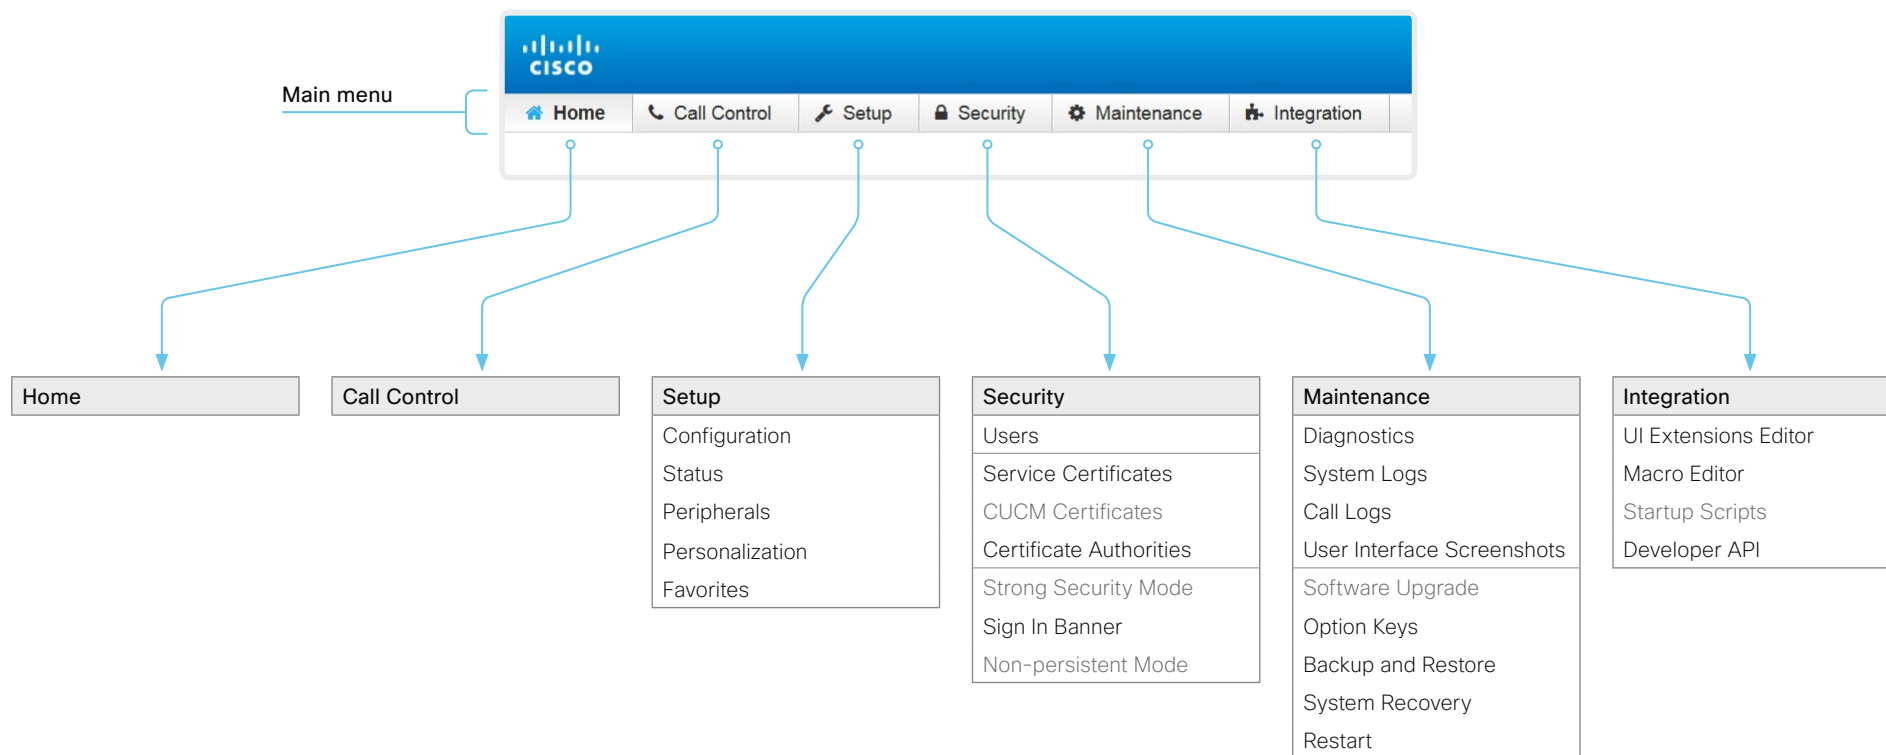 CISCO
Main menu
Home Call Control Setup Security Maintenance Integration
Home
Call Control
Setup
Configuration
Status
Peripherals
Personalization
Favorites
Security
Users
Service Certificates
CUCM Certificates
Certificate Authorities
Strong Security Mode
Sign In Banner
Non-persistent Mode
Maintenance
Diagnostics
System Logs
Call Logs
User Interface Screenshots
Software Upgrade
Option Keys
Backup and Restore
System Recovery
Restart
Integration
UI Extensions Editor
Macro Editor
Startup Scripts
Developer API